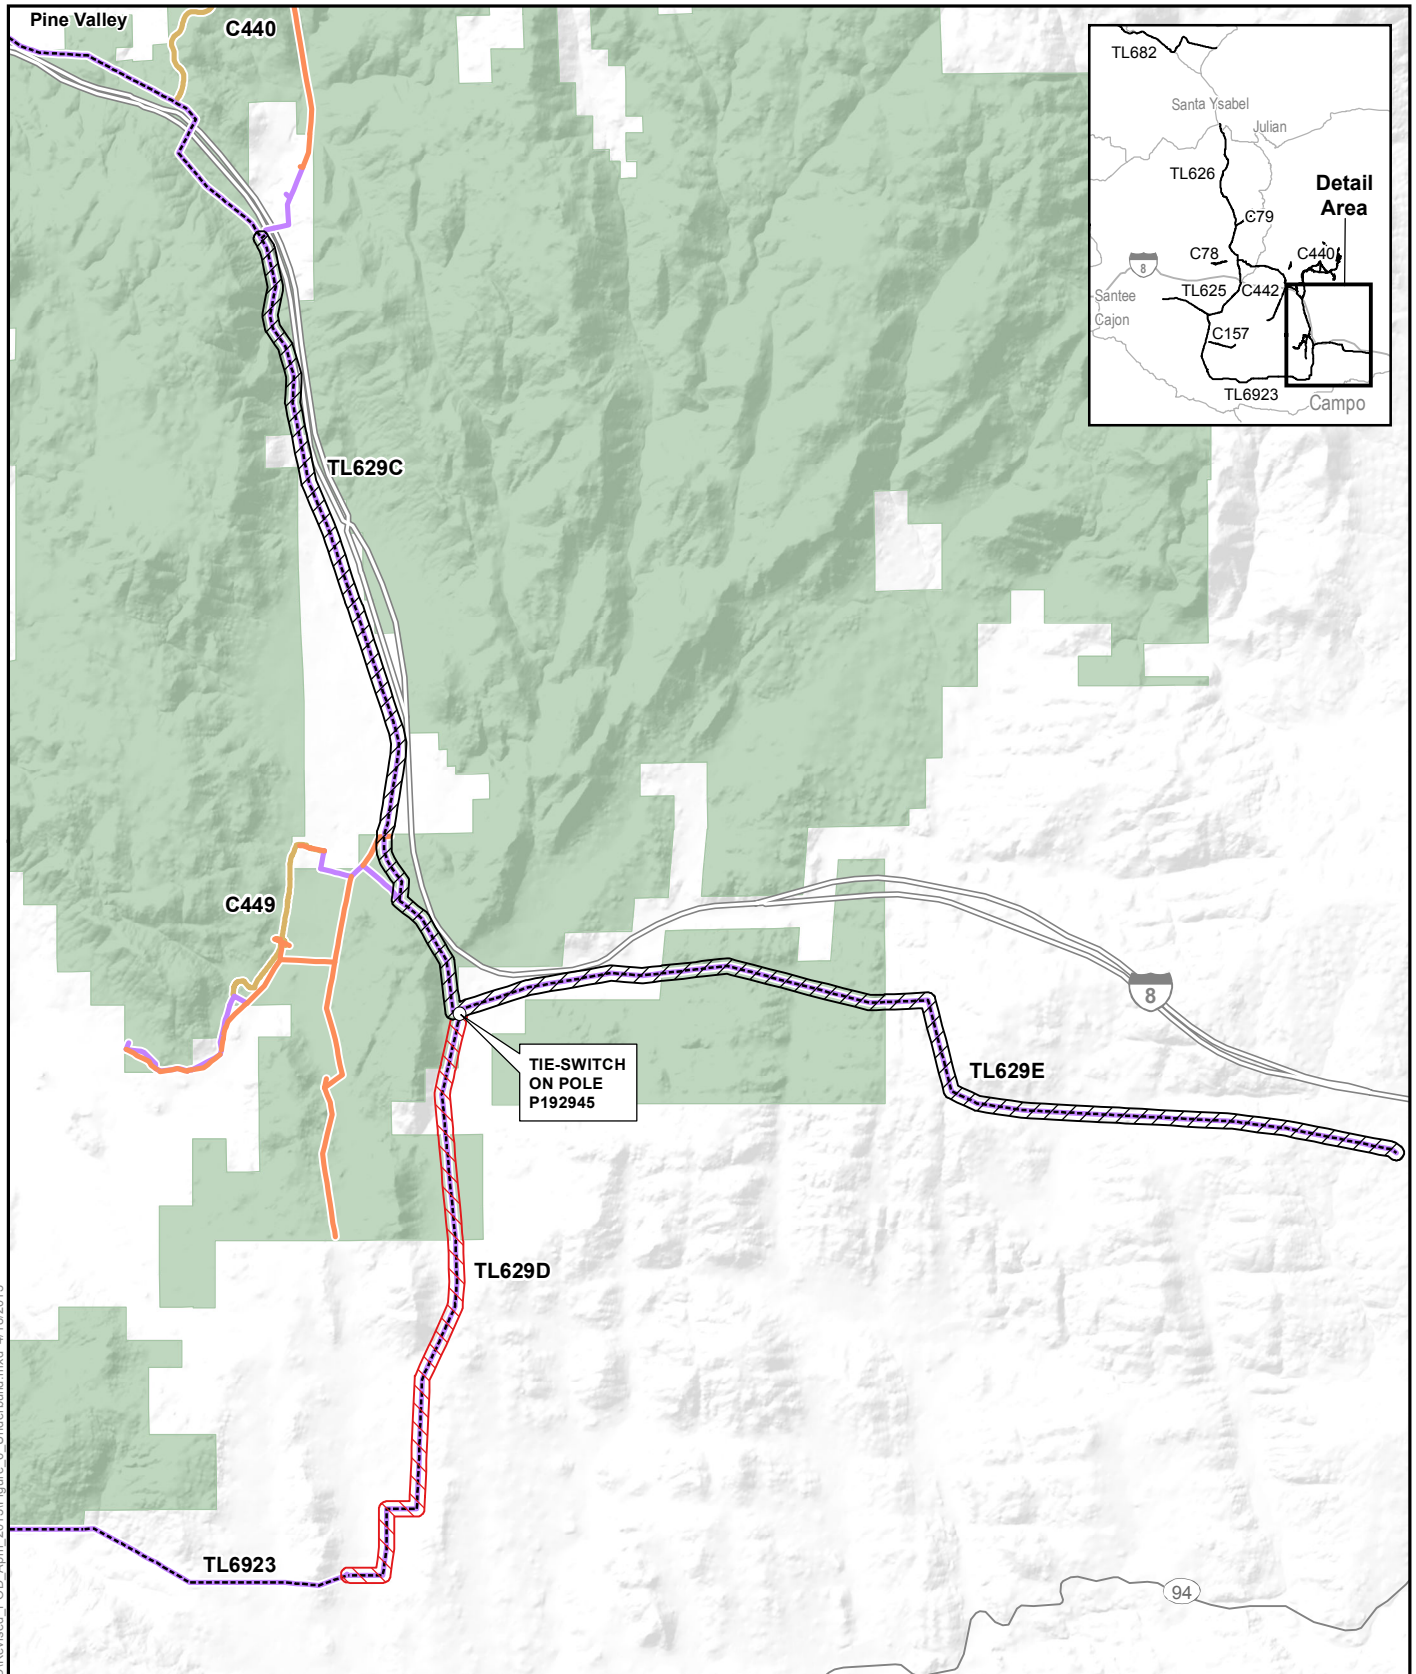 Pine Valley
C440
TL682
Santa Ysabel
Julian
TL626
Detail
Area
C79
C78
C440
8
TL625
C442
Santee
Cajon
C157
TL6923
Campo
TL629C
C449
8
TIE-SWITCH
ON POLE
P192945
TL629E
TL629D
TL6923
94